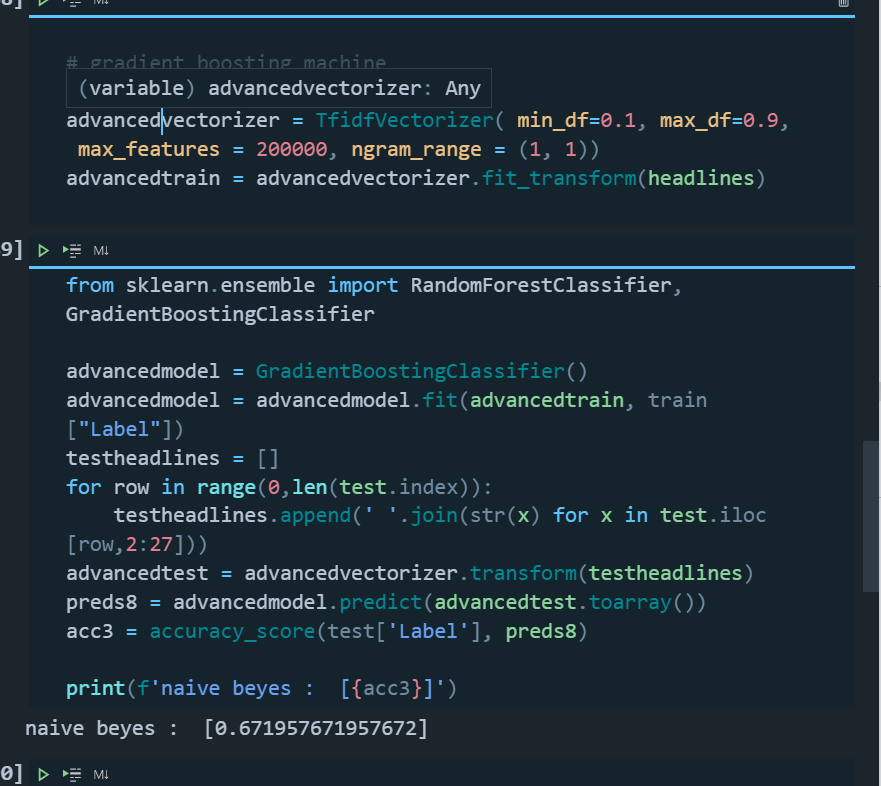 8] M↓
# gradient boosting machine
(variable) advancedvectorizer: Any
advancedvectorizer = TfidfVectorizer( min_df=0.1, max_df=0.9,
max_features = 200000, ngram_range = (1, 1))
advancedtrain = advancedvectorizer.fit_transform(headlines)
9] M↓
from sklearn.ensemble import RandomForestClassifier,
GradientBoostingClassifier
advancedmodel = GradientBoostingClassifier()
advancedmodel = advancedmodel.fit(advancedtrain, train
["Label"])
testheadlines = []
for row in range(0,len(test.index)):
    testheadlines.append(' '.join(str(x) for x in test.iloc
[row,2:27]))
advancedtest = advancedvectorizer.transform(testheadlines)
preds8 = advancedmodel.predict(advancedtest.toarray())
acc3 = accuracy_score(test['Label'], preds8)
print(f'naive beyes :  [{acc3}]')
naive beyes :  [0.671957671957672]
0] M↓